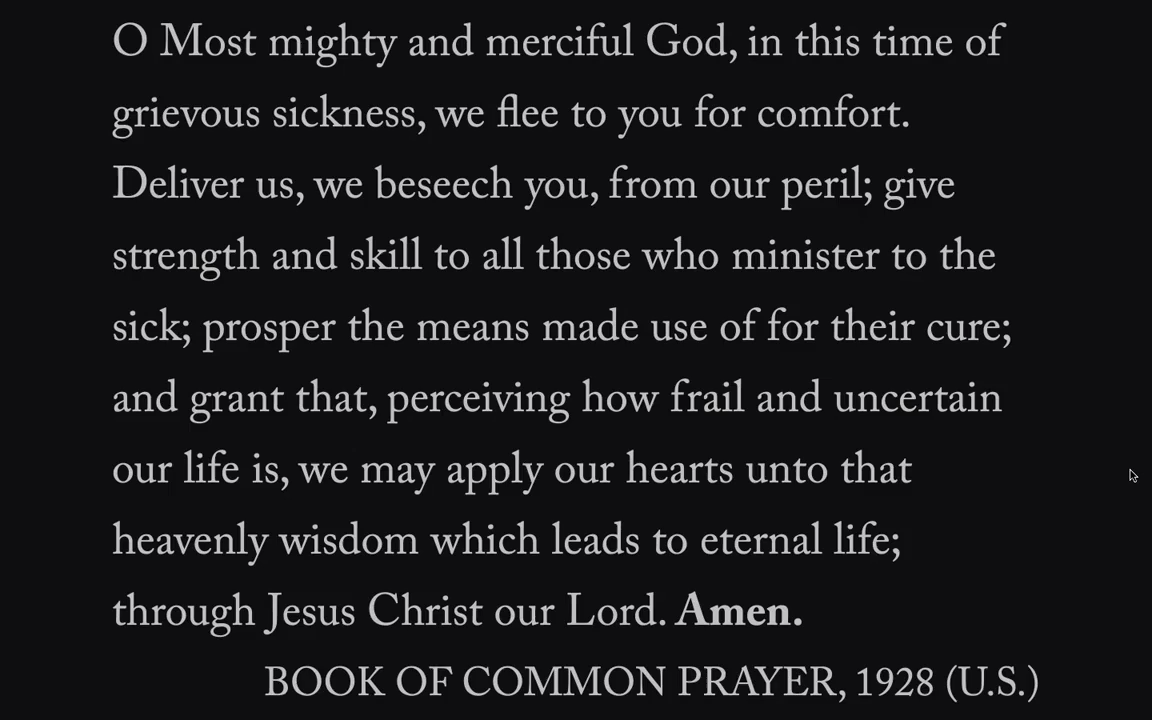 O Most mighty and merciful God, in this time of
grievous sickness, we flee to you for comfort.
Deliver us, we beseech you, from our peril; give
strength and skill to all those who minister to the
sick; prosper the means made use of for their cure;
and grant that, perceiving how frail and uncertain
our life is, we may apply our hearts unto that
heavenly wisdom which leads to eternal life;
through Jesus Christ our Lord. Amen.
BOOK OF COMMON PRAYER, 1928 (U.S.)